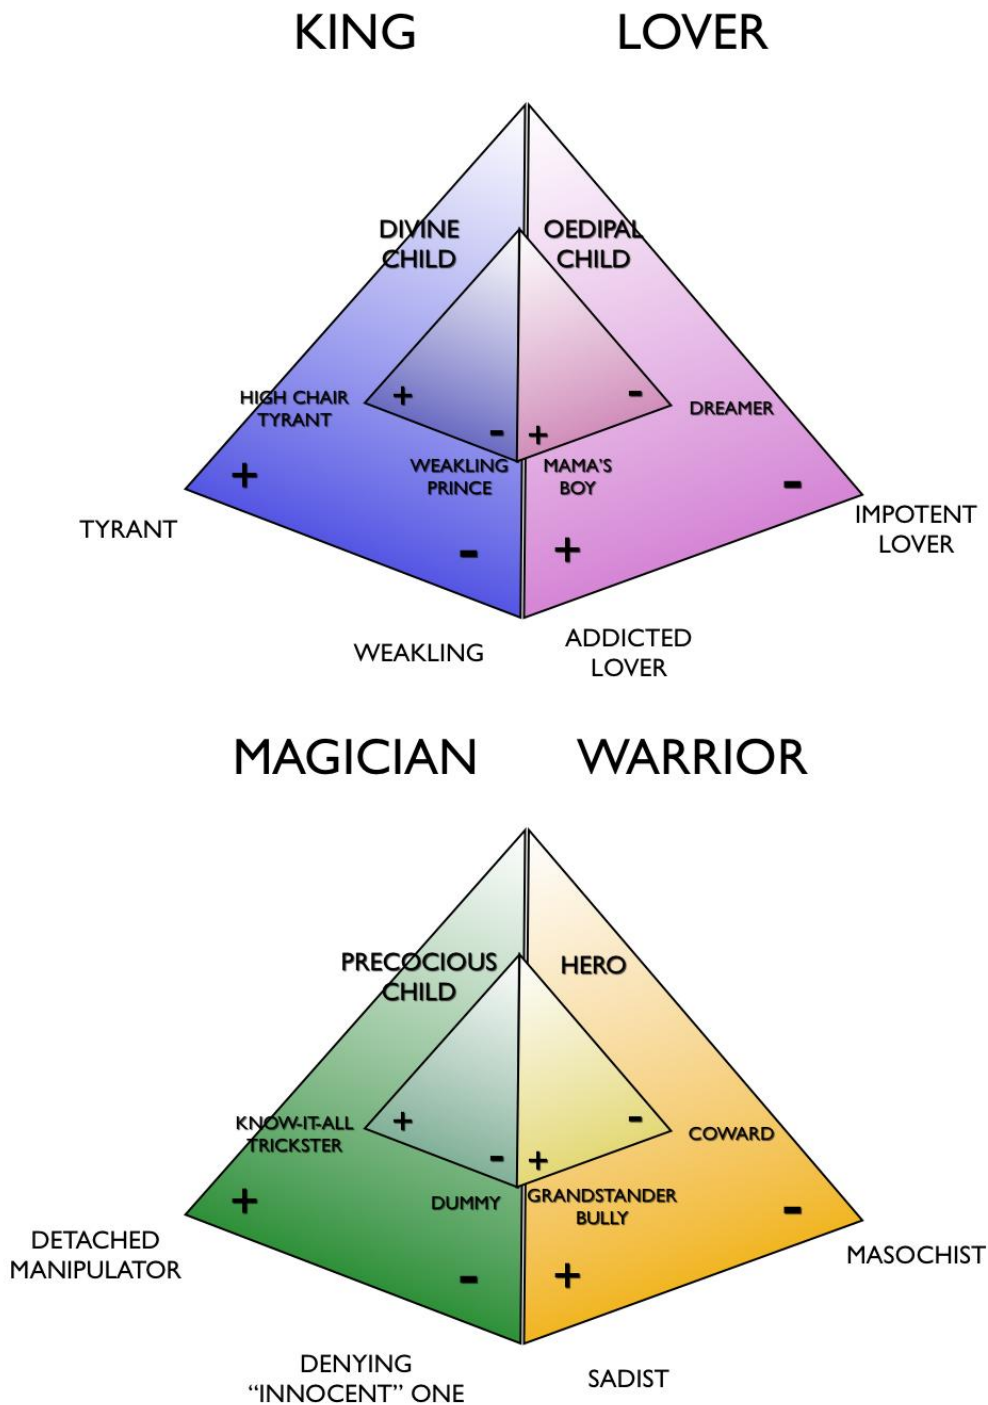 KING LOVER
DIVINE
CHILD
OEDIPAL
CHILD
HIGH CHAIR
TYRANT
+
-
DREAMER
-
+
WEAKLING
PRINCE
MAMA'S
BOY
+
-
TYRANT
IMPOTENT
LOVER
-
+
WEAKLING
ADDICTED
LOVER
MAGICIAN WARRIOR
PRECOCIOUS
CHILD
HERO
KNOW-IT-ALL
TRICKSTER
+
-
COWARD
-
+
DUMMY
GRANDSTANDER
BULLY
+
-
DETACHED
MANIPULATOR
MASOCHIST
-
+
DENYING
“INNOCENT” ONE
SADIST